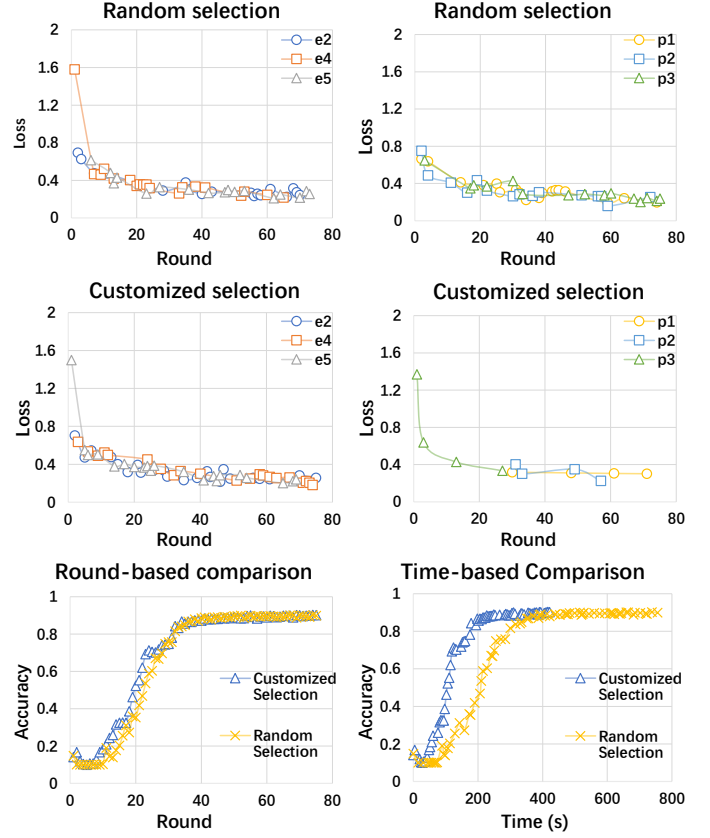 Random selection
2
1.6
1.2
0.8
0.4
0
Loss
0 20 40 60 80
Round
e2
e4
e5
Random selection
2
1.6
1.2
0.8
0.4
0
Loss
0 20 40 60 80
Round
p1
p2
p3
Customized selection
2
1.6
1.2
0.8
0.4
0
Loss
0 20 40 60 80
Round
e2
e4
e5
Customized selection
2
1.6
1.2
0.8
0.4
0
Loss
0 20 40 60 80
Round
p1
p2
p3
Round-based comparison
1
0.8
0.6
0.4
0.2
0
Accuracy
0 20 40 60 80
Round
Customized
Selection
Random
Selection
Time-based Comparison
1
0.8
0.6
0.4
0.2
0
Accuracy
0 200 400 600 800
Time (s)
Customized
Selection
Random
Selection